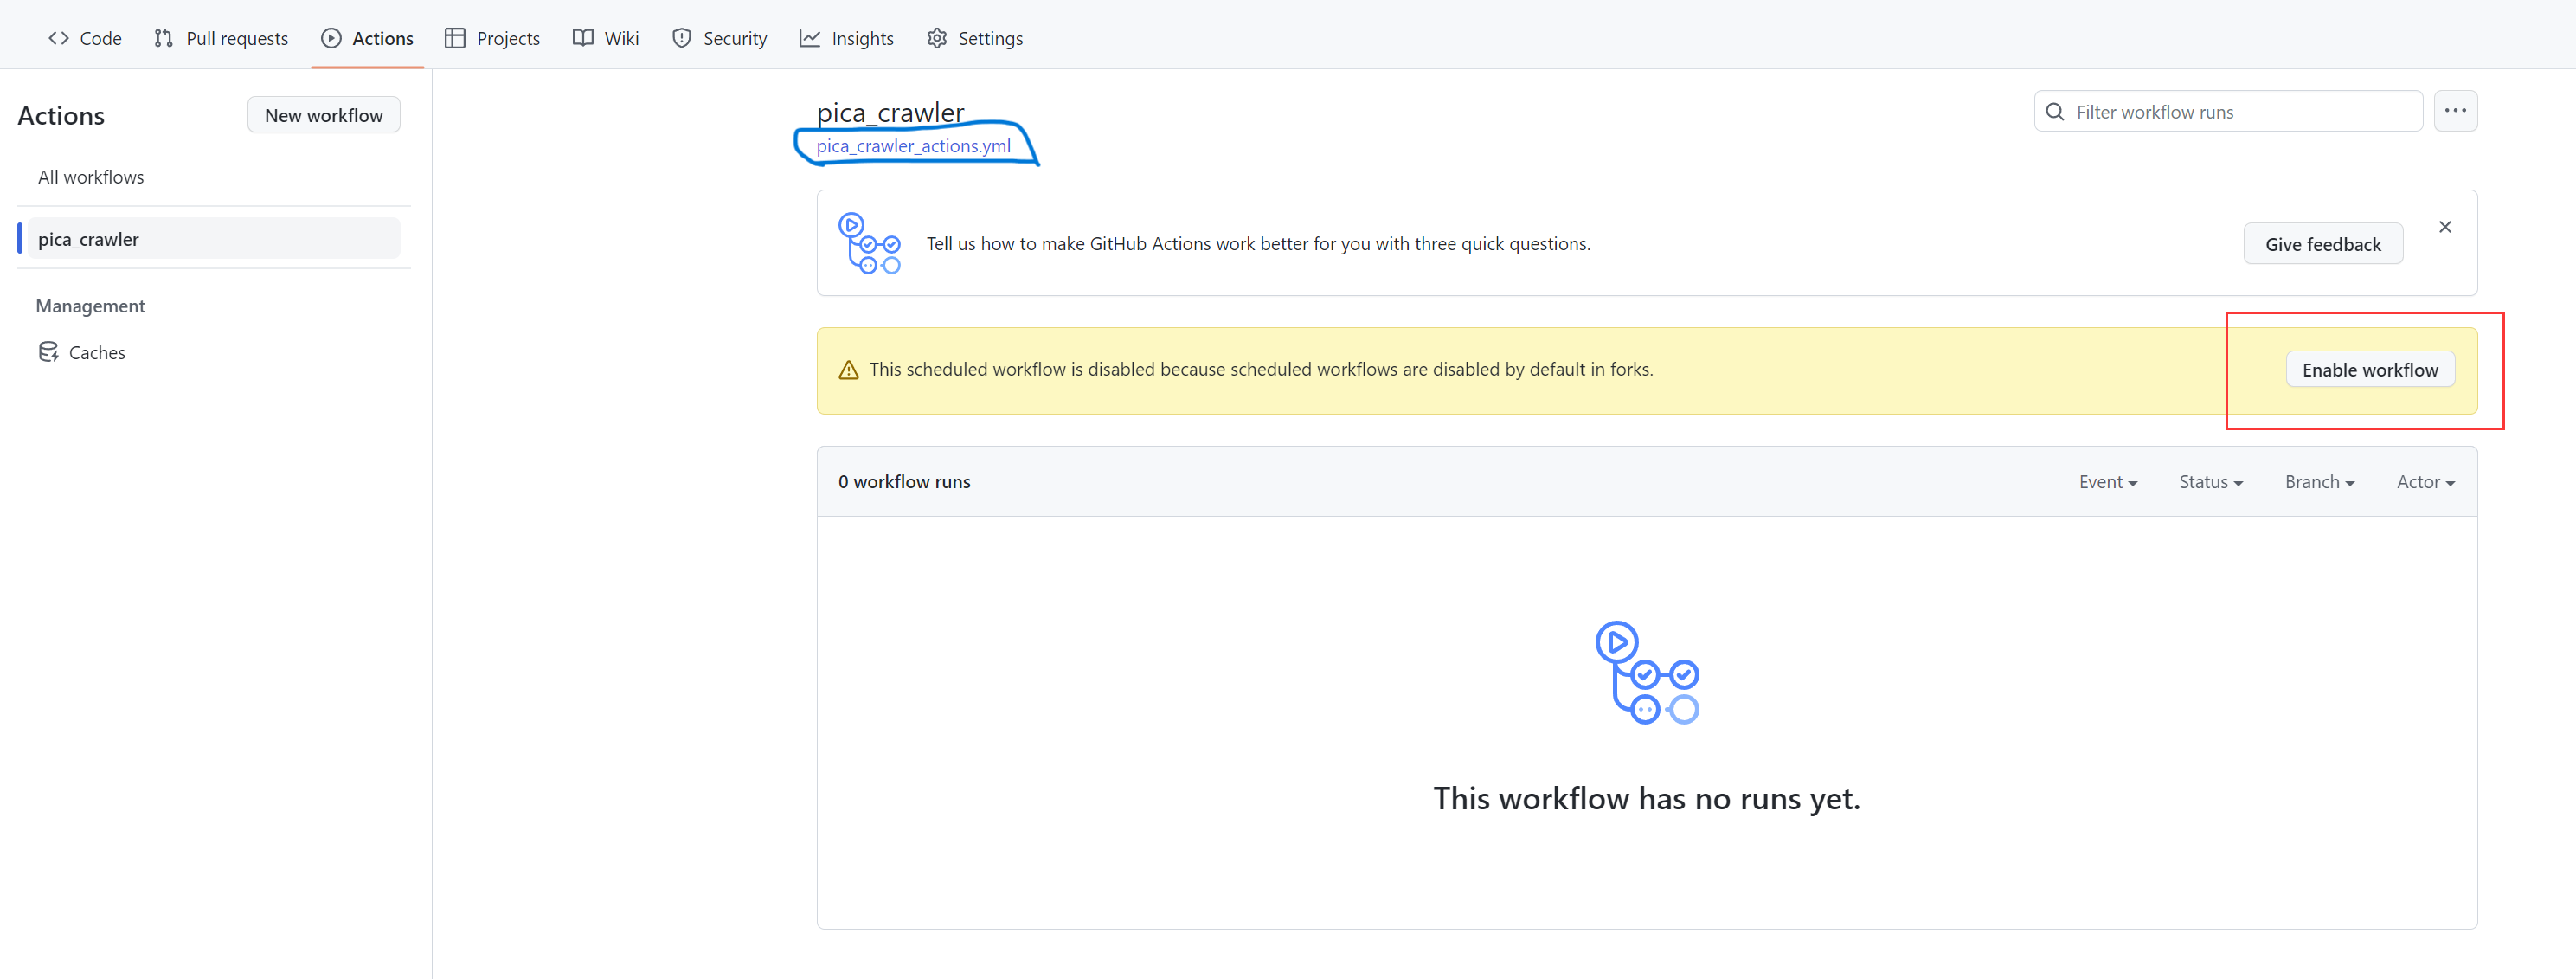 Code Pull requests Actions Projects Wiki Security Insights Settings
Actions
New workflow
All workflows
pica_crawler
Management
Caches
pica_crawler
pica_crawler_actions.yml
Filter workflow runs
Tell us how to make GitHub Actions work better for you with three quick questions.
Give feedback
This scheduled workflow is disabled because scheduled workflows are disabled by default in forks.
Enable workflow
0 workflow runs
Event Status Branch Actor
This workflow has no runs yet.